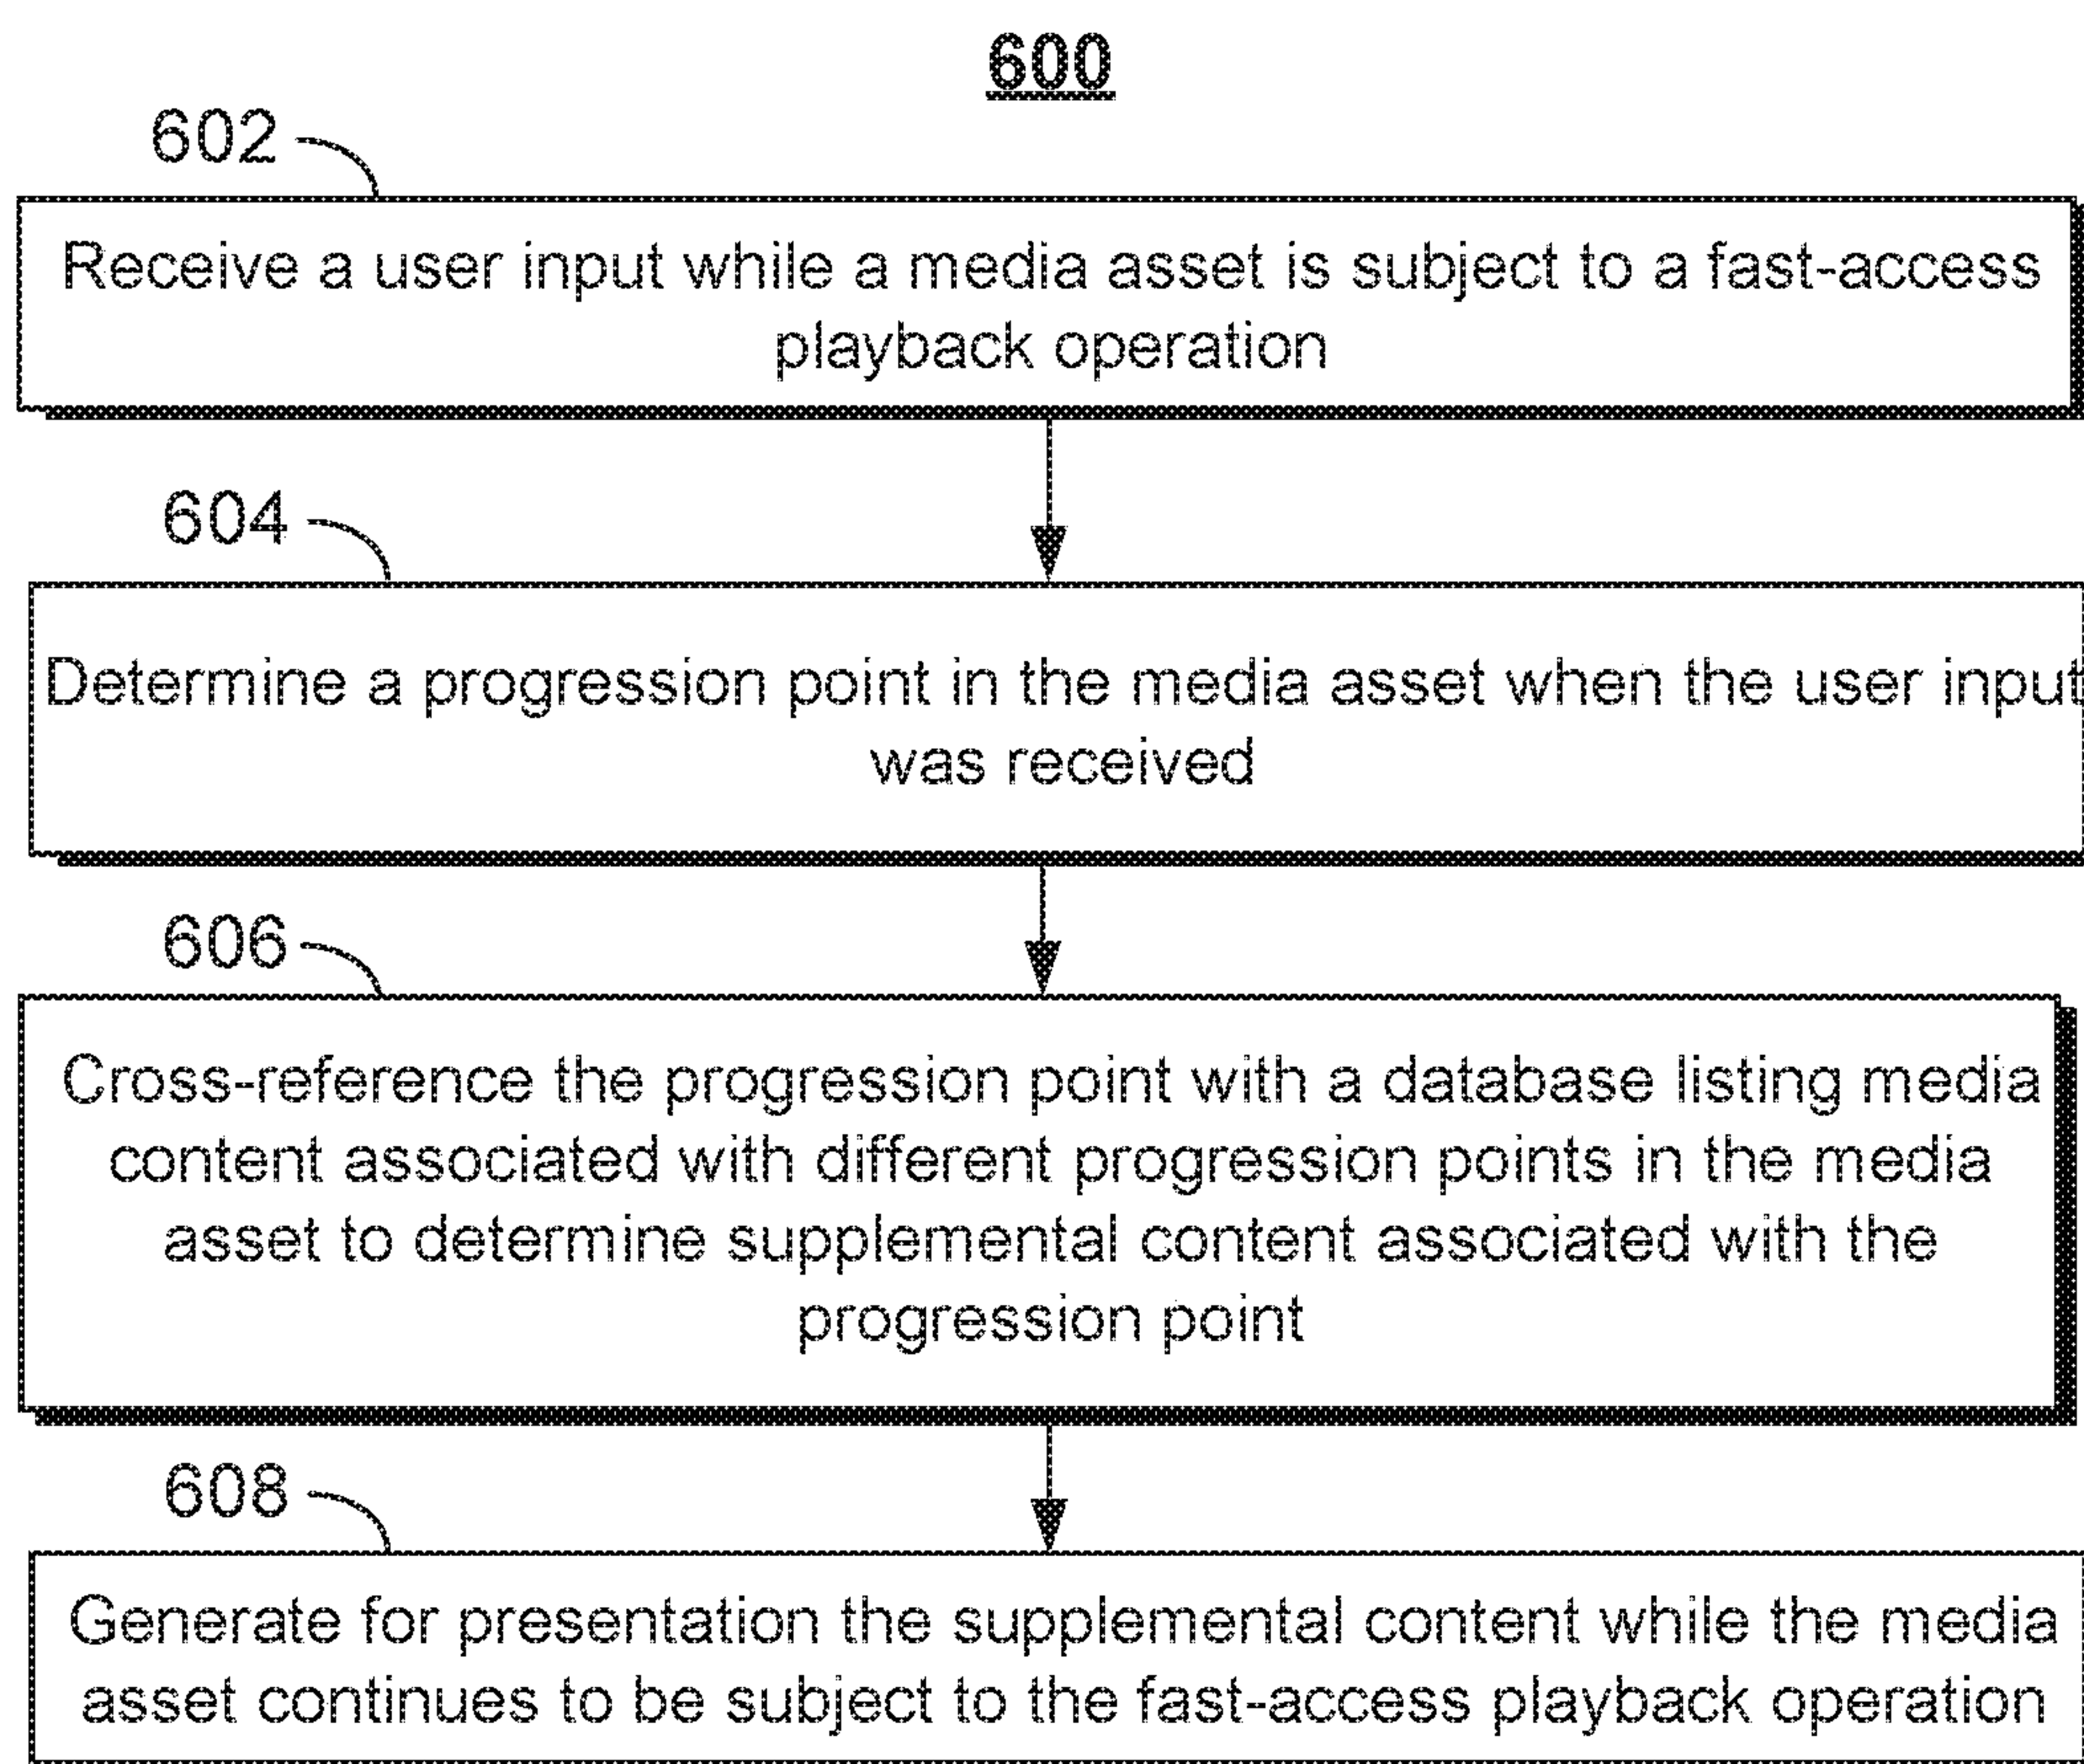 600
602
Receive a user input while a media asset is subject to a fast-access
playback operation
604
Determine a progression point in the media asset when the user input
was received
606
Cross-reference the progression point with a database listing media
content associated with different progression points in the media
asset to determine supplemental content associated with the
progression point
608
Generate for presentation the supplemental content while the media
asset continues to be subject to the fast-access playback operation